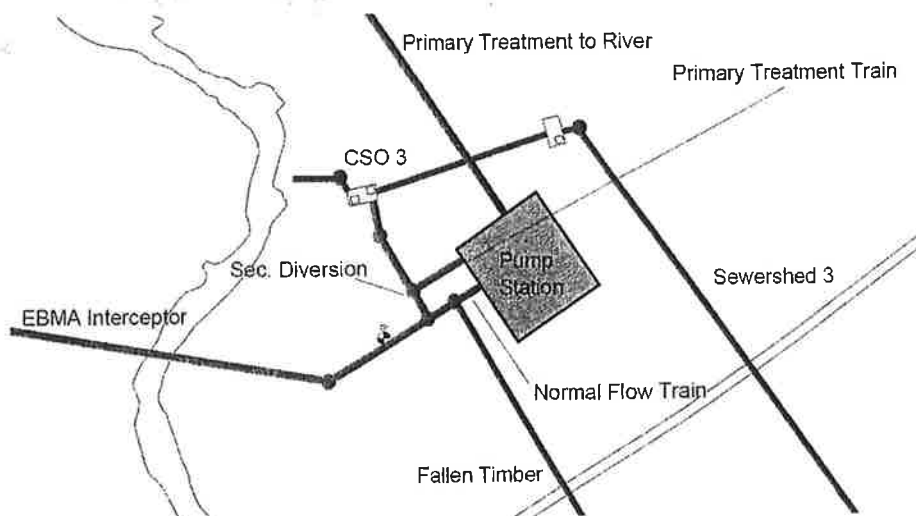 Primary Treatment to River
Primary Treatment Train
CSO 3
Sec. Diversion
Pump
Station
Sewershed 3
EBMA Interceptor
Normal Flow Train
Fallen Timber